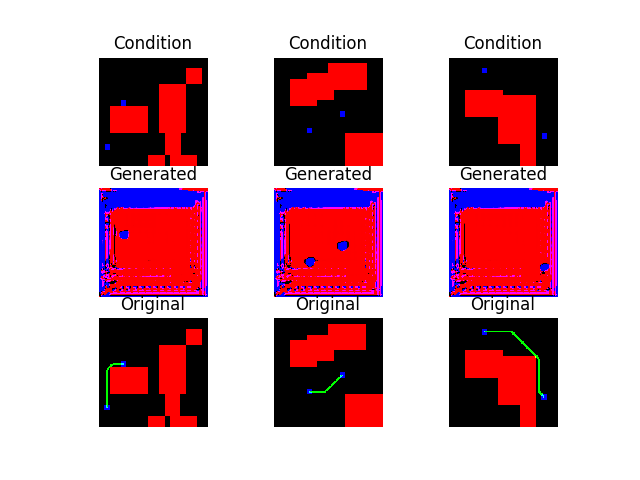 Condition Condition Condition
Generated Generated Generated
Original Original Original